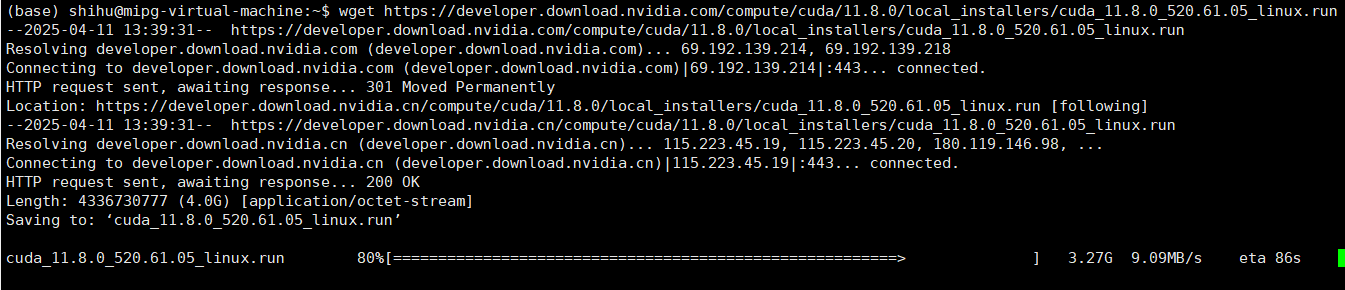 (base) shihu@mipg-virtual-machine:~$ wget https://developer.download.nvidia.com/compute/cuda/11.8.0/local_installers/cuda_11.8.0_520.61.05_linux.run
--2025-04-11 13:39:31--  https://developer.download.nvidia.com/compute/cuda/11.8.0/local_installers/cuda_11.8.0_520.61.05_linux.run
Resolving developer.download.nvidia.com (developer.download.nvidia.com)... 69.192.139.214, 69.192.139.218
Connecting to developer.download.nvidia.com (developer.download.nvidia.com)|69.192.139.214|:443... connected.
HTTP request sent, awaiting response... 301 Moved Permanently
Location: https://developer.download.nvidia.cn/compute/cuda/11.8.0/local_installers/cuda_11.8.0_520.61.05_linux.run [following]
--2025-04-11 13:39:31--  https://developer.download.nvidia.cn/compute/cuda/11.8.0/local_installers/cuda_11.8.0_520.61.05_linux.run
Resolving developer.download.nvidia.cn (developer.download.nvidia.cn)... 115.223.45.19, 115.223.45.20, 180.119.146.98, ...
Connecting to developer.download.nvidia.cn (developer.download.nvidia.cn)|115.223.45.19|:443... connected.
HTTP request sent, awaiting response... 200 OK
Length: 4336730777 (4.0G) [application/octet-stream]
Saving to: ‘cuda_11.8.0_520.61.05_linux.run’
cuda_11.8.0_520.61.05_linux.run        80%[========================================================>              ]   3.27G  9.09MB/s    eta 86s